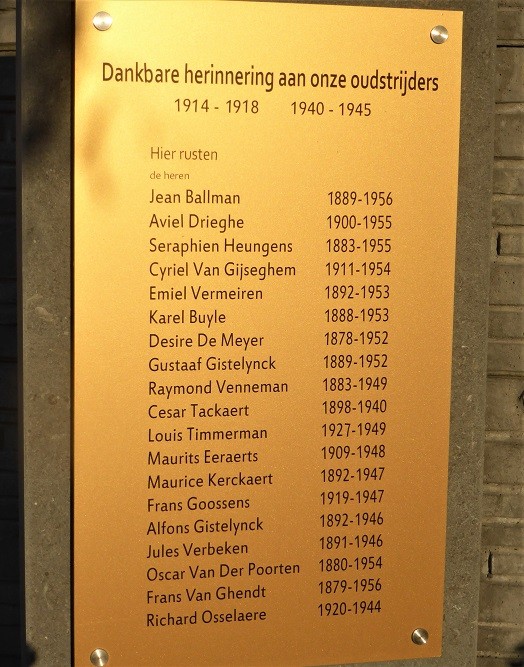 Dankbare herinnering aan onze oudstrijders
1914 - 1918 1940 - 1945
Hier rusten
de heren
Jean Ballman 1889-1956
Aviel Drieghe 1900-1955
Seraphien Heungens 1883-1955
Cyriel Van Gijseghem 1911-1954
Emiel Vermeiren 1892-1953
Karel Buyle 1888-1953
Desire De Meyer 1878-1952
Gustaaf Gistelynck 1889-1952
Raymond Venneman 1883-1949
Cesar Tackaert 1898-1940
Louis Timmerman 1927-1949
Maurits Eeraerts 1909-1948
Maurice Kerckaert 1892-1947
Frans Goossens 1919-1947
Alfons Gistelynck 1892-1946
Jules Verbeken 1891-1946
Oscar Van Der Poorten 1880-1954
Frans Van Ghendt 1879-1956
Richard Osselaere 1920-1944